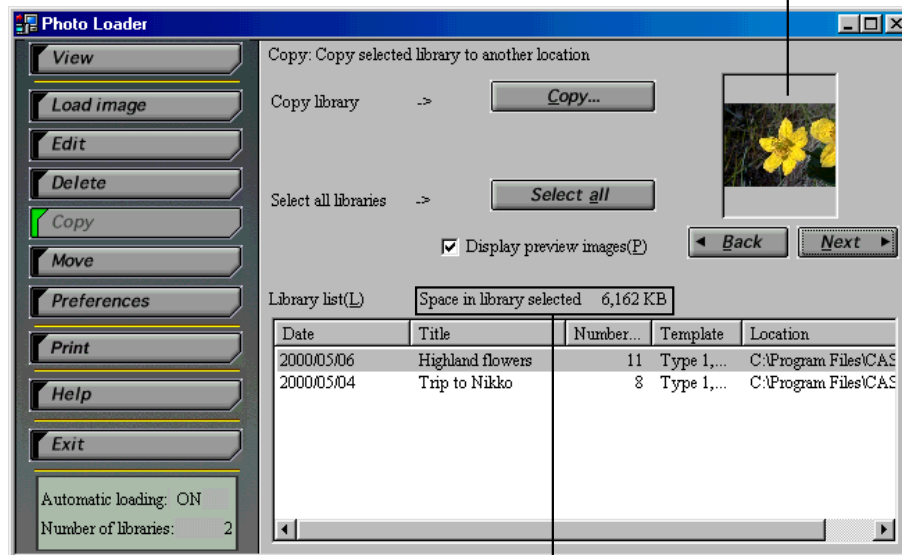 Photo Loader
View
Load image
Edit
Delete
Copy
Move
Preferences
Print
Help
Exit
Automatic loading: ON
Number of libraries: 2
Copy: Copy selected library to another location
Copy library -> Copy...
Select all libraries -> Select all
Display preview images(P)
Back Next
Library list(L) Space in library selected 6,162 KB
Date Title Number... Template Location
2000/05/06 Highland flowers 11 Type 1,... C:\Program Files\CAS
2000/05/04 Trip to Nikko 8 Type 1,... C:\Program Files\CAS